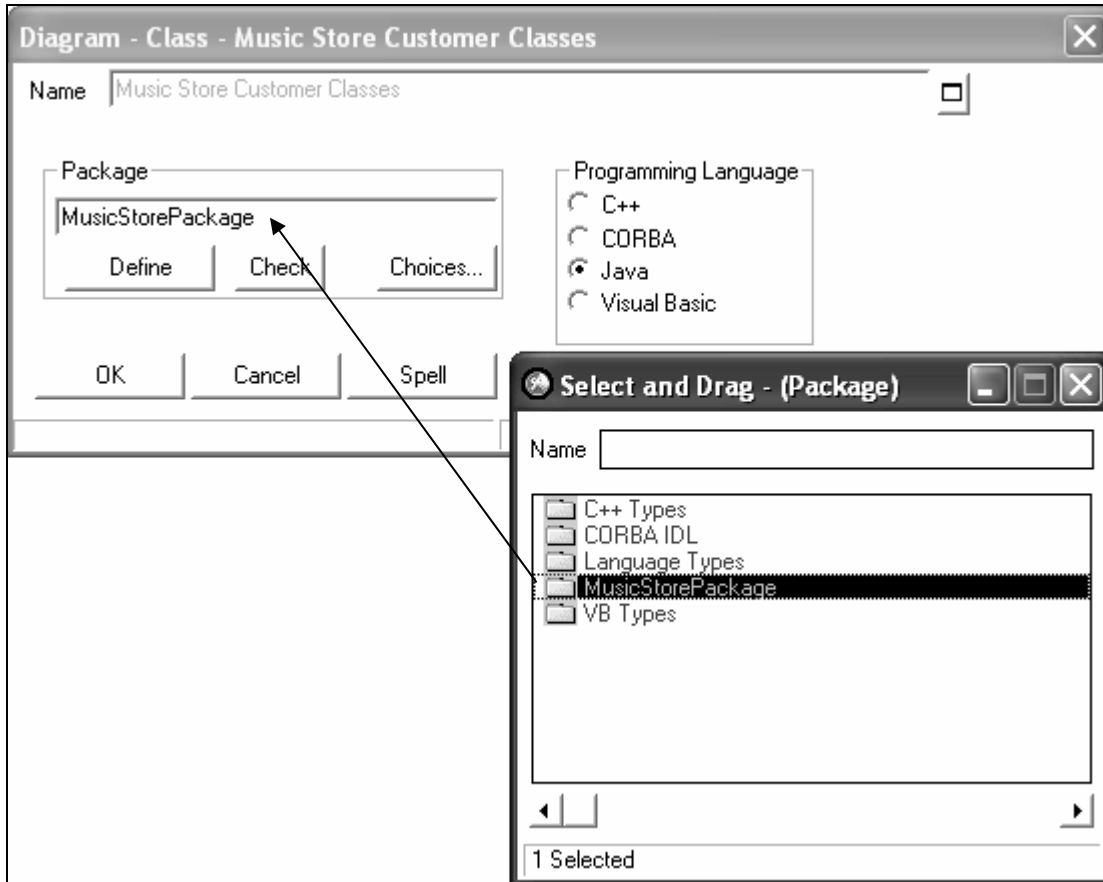 Diagram - Class - Music Store Customer Classes
Name Music Store Customer Classes
Package
MusicStorePackage
Define Check Choices...
Programming Language
C++
CORBA
Java
Visual Basic
OK Cancel Spell
Select and Drag - (Package)
Name
C++ Types
CORBA IDL
Language Types
MusicStorePackage
VB Types
1 Selected